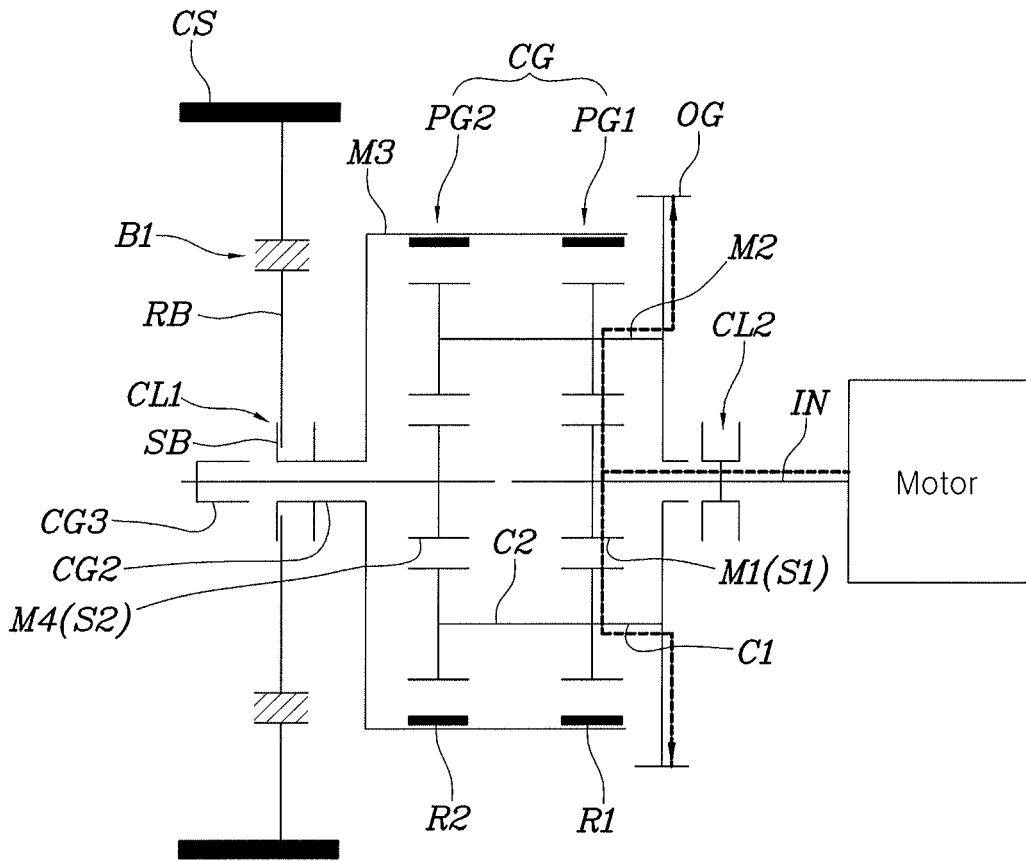 CS
CG
PG2
PG1
OG
M3
B1
M2
RB
CL2
CL1
IN
SB
Motor
CG3
C2
CG2
M1(S1)
M4(S2)
C1
R2
R1